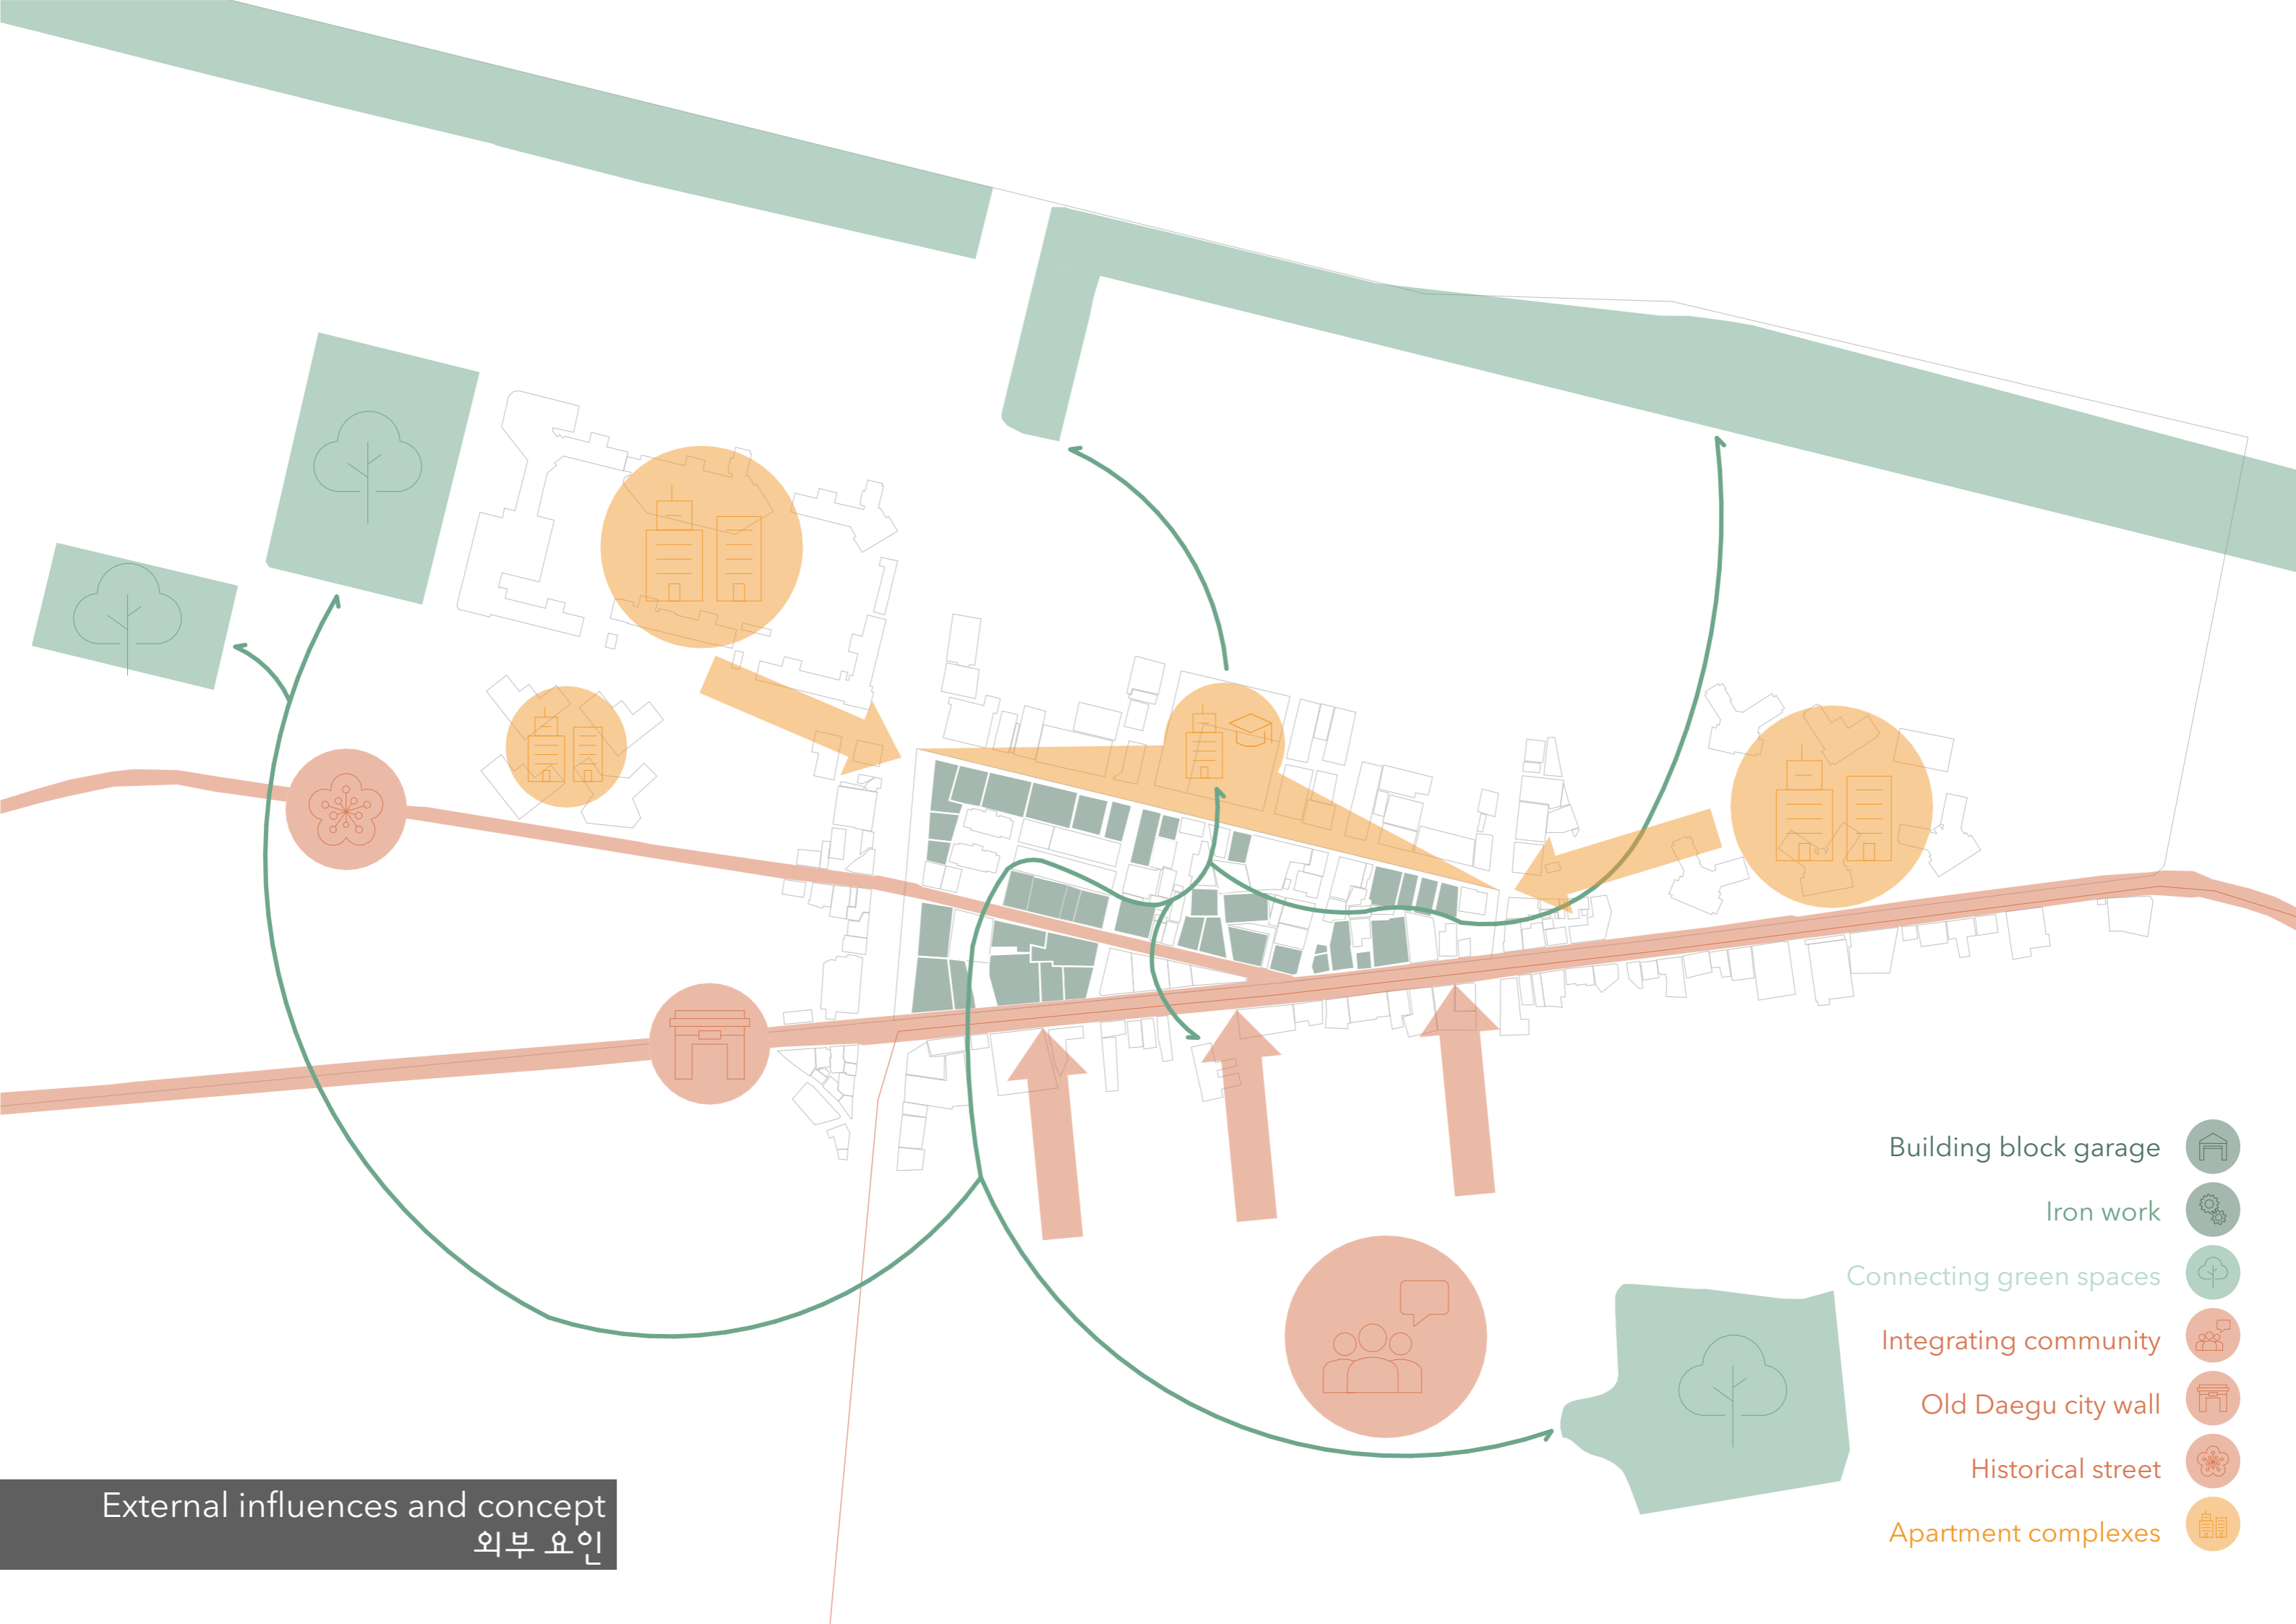 Building block garage
Iron work
Connecting green spaces
Integrating community
Old Daegu city wall
Historical street
Apartment complexes
External influences and concept
외부 요인